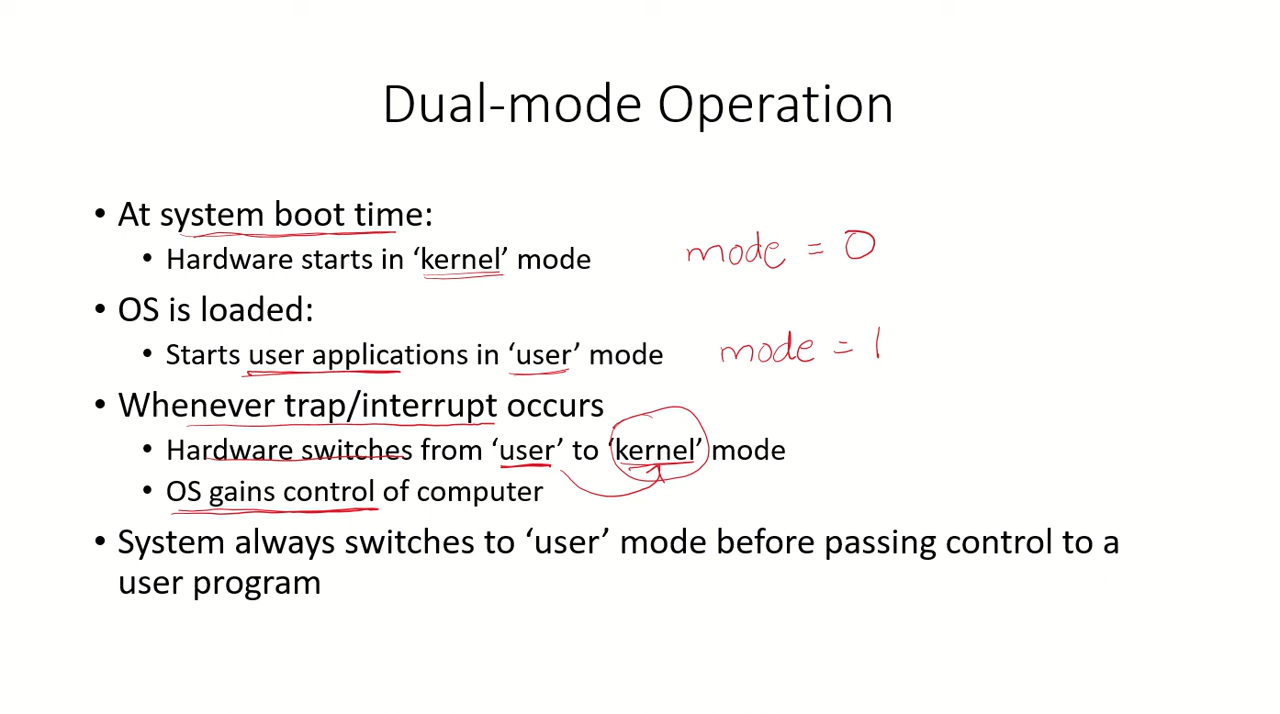 Dual-mode Operation
• At system boot time:
• Hardware starts in ‘kernel’ mode
mode = 0
• OS is loaded:
• Starts user applications in ‘user’ mode
mode = 1
• Whenever trap/interrupt occurs
• Hardware switches from ‘user’ to ‘kernel’ mode
• OS gains control of computer
• System always switches to ‘user’ mode before passing control to a
user program